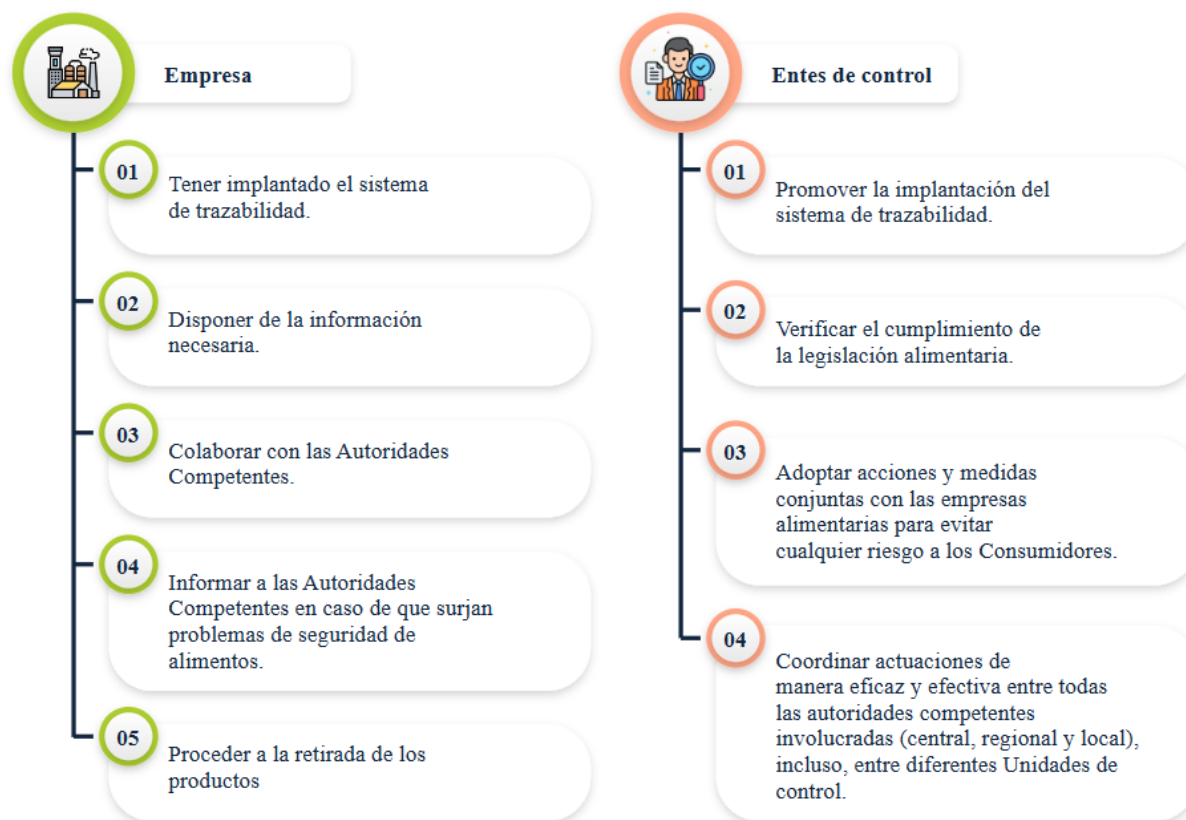 Empresa
01
Tener implantado el sistema
de trazabilidad.
02
Disponer de la información
necesaria.
03
Colaborar con las Autoridades
Competentes.
04
Informar a las Autoridades
Competentes en caso de que surjan
problemas de seguridad de
alimentos.
05
Proceder a la retirada de los
productos
Entes de control
01
Promover la implantación del
sistema de trazabilidad.
02
Verificar el cumplimiento de
la legislación alimentaria.
03
Adoptar acciones y medidas
conjuntas con las empresas
alimentarias para evitar
cualquier riesgo a los Consumidores.
04
Coordinar actuaciones de
manera eficaz y efectiva entre todas
las autoridades competentes
involucradas (central, regional y local),
incluso, entre diferentes Unidades de
control.